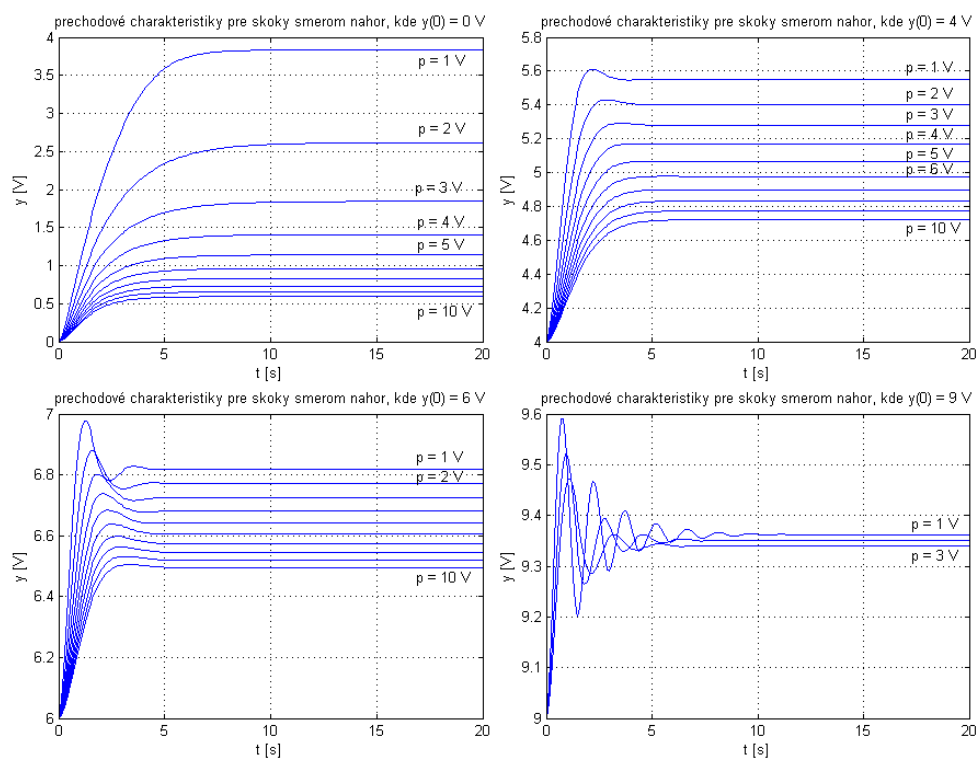 prechodové charakteristiky pre skoky smerom nahor, kde y(0) = 0 V
4
3.5
3
2.5
2
1.5
1
0.5
0
y [V]
p = 1 V
p = 2 V
p = 3 V
p = 4 V
p = 5 V
p = 10 V
0 5 10 15 20
t [s]
prechodové charakteristiky pre skoky smerom nahor, kde y(0) = 4 V
5.8
5.6
5.4
5.2
5
4.8
4.6
4.4
4.2
4
y [V]
p = 1 V
p = 2 V
p = 3 V
p = 4 V
p = 5 V
p = 6 V
p = 10 V
0 5 10 15 20
t [s]
prechodové charakteristiky pre skoky smerom nahor, kde y(0) = 6 V
7
6.8
6.6
6.4
6.2
6
y [V]
p = 1 V
p = 2 V
p = 10 V
0 5 10 15 20
t [s]
prechodové charakteristiky pre skoky smerom nahor, kde y(0) = 9 V
9.6
9.5
9.4
9.3
9.2
9.1
9
y [V]
p = 1 V
p = 3 V
0 5 10 15 20
t [s]